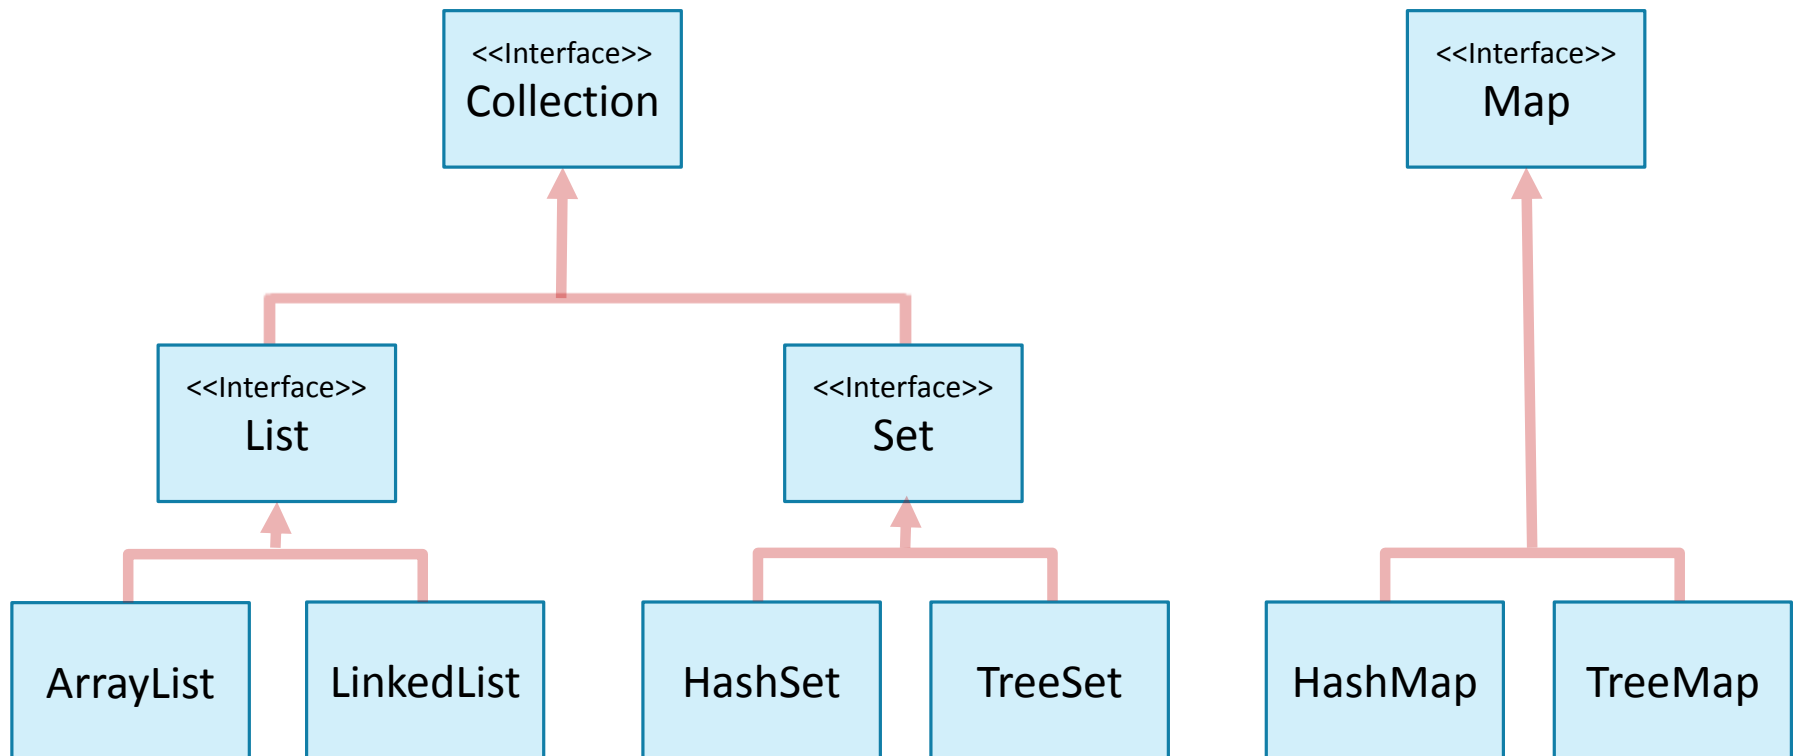 <<Interface>>
Collection
<<Interface>>
Map
<<Interface>>
List
<<Interface>>
Set
ArrayList
LinkedList
HashSet
TreeSet
HashMap
TreeMap